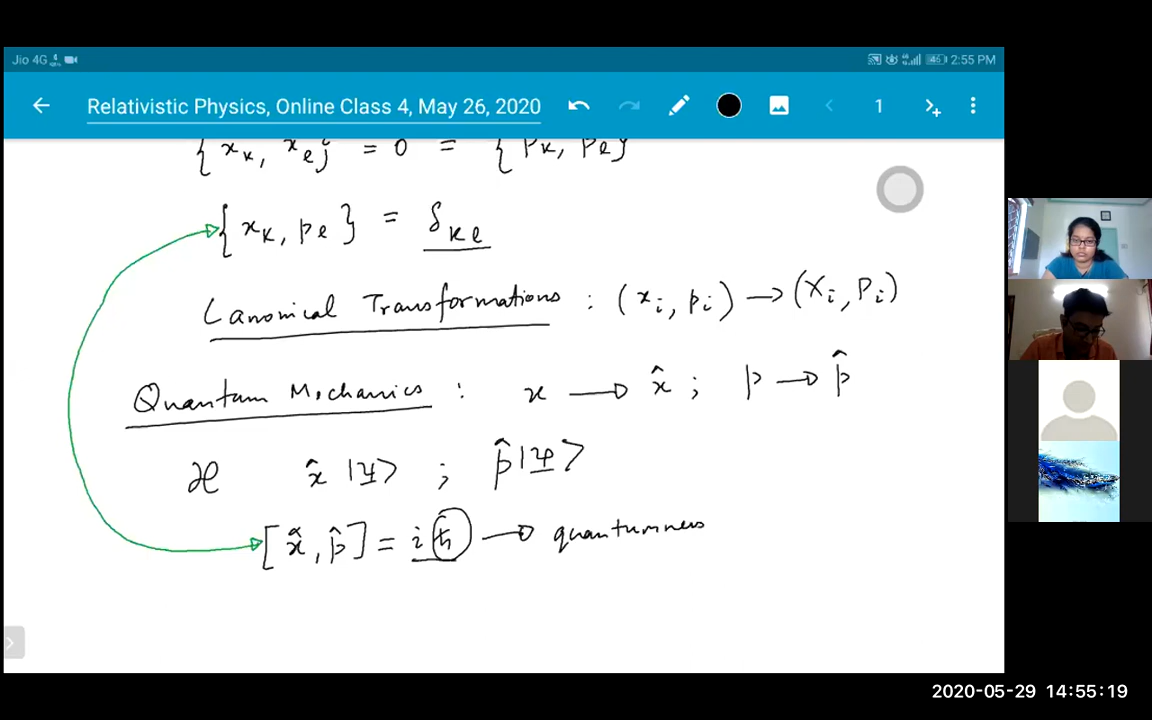 Jio 4G 46 2:55 PM
Relativistic Physics, Online Class 4, May 26, 2020 1
{x_k, x_l} = 0 = {p_k, p_l}
{x_k, p_l} = δ_kl
Canonical Transformations : (x_i, p_i) → (X_i, P_i)
Quantum Mechanics : x → x̂ ; p → p̂
ℋ x̂ |Ψ> ; p̂ |Ψ>
[x̂, p̂] = iħ → quantumness
2020-05-29 14:55:19